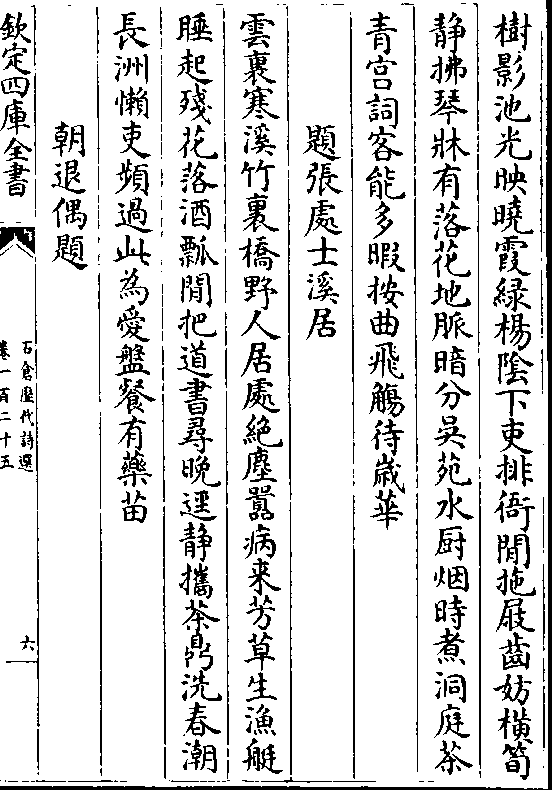 樹影池光映曉霞綠楊陰下吏排衙閒拖屐齒妨橫筍
静拂琴牀有落花地脈暗分吳苑水厨烟時煮洞庭茶
青宫詞客能多暇按曲飛觴待歲華
題張處士溪居
雲裏寒溪竹裏橋野人居處絶塵囂病来芳草生漁艇
睡起殘花落酒瓢閒把道書尋晚逕静攜茶鼎洗春潮
長洲懶吏頻過此為愛盤餐有藥苗
朝退偶題
欽定四庫全書
石倉歷代詩選
卷一百二十五
六